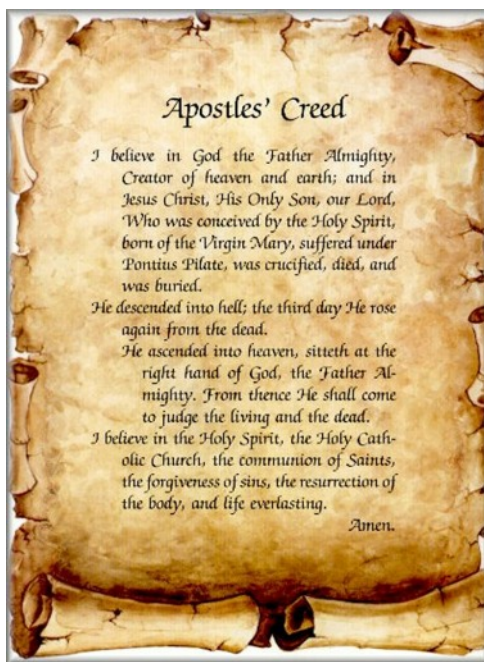 Apostles' Creed
I believe in God the Father Almighty,
Creator of heaven and earth; and in
Jesus Christ, His Only Son, our Lord,
Who was conceived by the Holy Spirit,
born of the Virgin Mary, suffered under
Pontius Pilate, was crucified, died, and
was buried.
He descended into hell; the third day He rose
again from the dead.
He ascended into heaven, sitteth at the
right hand of God, the Father Al-
mighty. From thence He shall come
to judge the living and the dead.
I believe in the Holy Spirit, the Holy Cath-
olic Church, the communion of Saints,
the forgiveness of sins, the resurrection of
the body, and life everlasting.
Amen.